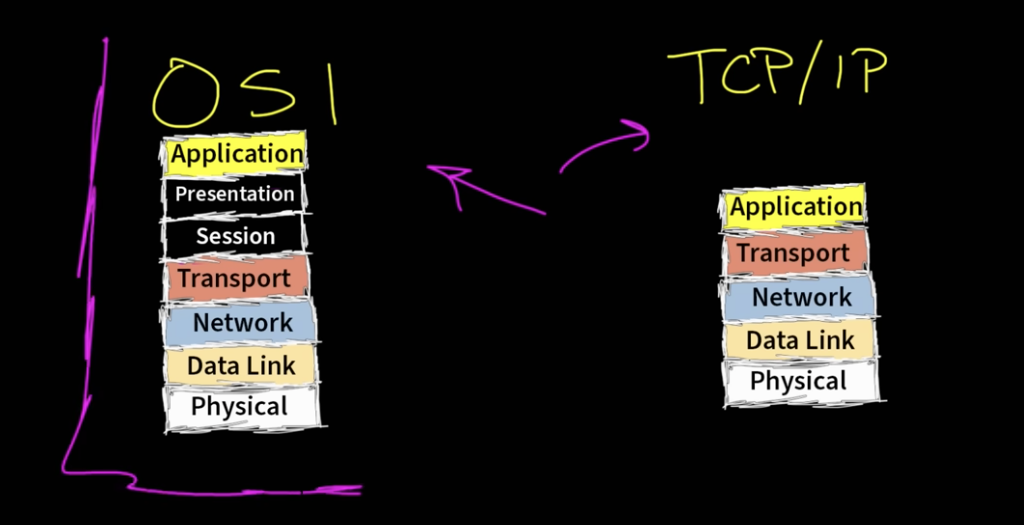 OSI
Application
Presentation
Session
Transport
Network
Data Link
Physical
TCP/IP
Application
Transport
Network
Data Link
Physical